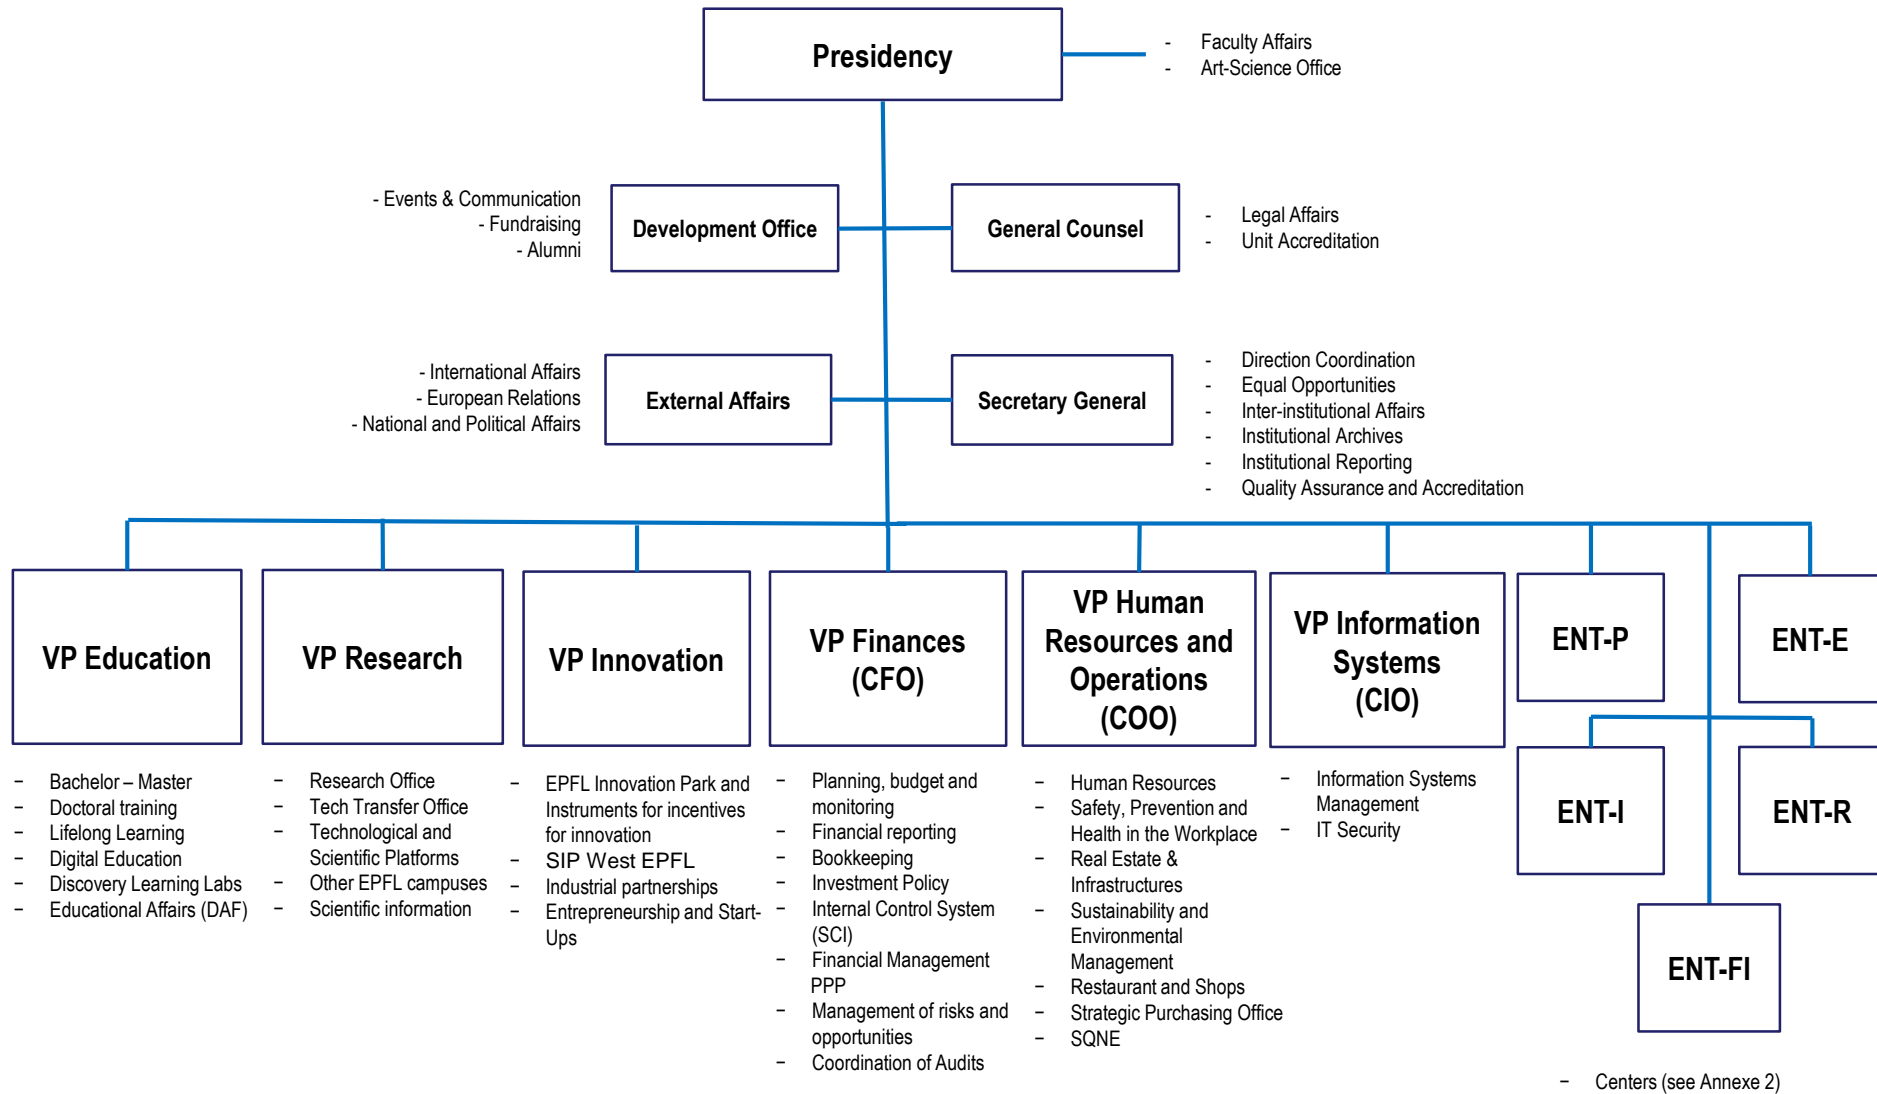 Presidency
- Faculty Affairs
- Art-Science Office
- Events & Communication
- Fundraising
- Alumni
Development Office
General Counsel
- Legal Affairs
- Unit Accreditation
- International Affairs
- European Relations
- National and Political Affairs
External Affairs
Secretary General
- Direction Coordination
- Equal Opportunities
- Inter-institutional Affairs
- Institutional Archives
- Institutional Reporting
- Quality Assurance and Accreditation
VP Education
− Bachelor – Master
− Doctoral training
− Lifelong Learning
− Digital Education
− Discovery Learning Labs
− Educational Affairs (DAF)
VP Research
− Research Office
− Tech Transfer Office
− Technological and
Scientific Platforms
− Other EPFL campuses
− Scientific information
VP Innovation
− EPFL Innovation Park and
Instruments for incentives
for innovation
− SIP West EPFL
− Industrial partnerships
− Entrepreneurship and Start-
Ups
VP Finances
(CFO)
− Planning, budget and
monitoring
− Financial reporting
− Bookkeeping
− Investment Policy
− Internal Control System
(SCI)
− Financial Management
PPP
− Management of risks and
opportunities
− Coordination of Audits
VP Human
Resources and
Operations
(COO)
− Human Resources
− Safety, Prevention and
Health in the Workplace
− Real Estate &
Infrastructures
− Sustainability and
Environmental
Management
− Restaurant and Shops
− Strategic Purchasing Office
− SQNE
VP Information
Systems
(CIO)
− Information Systems
Management
− IT Security
ENT-P
ENT-E
ENT-I
ENT-R
ENT-FI
− Centers (see Annexe 2)